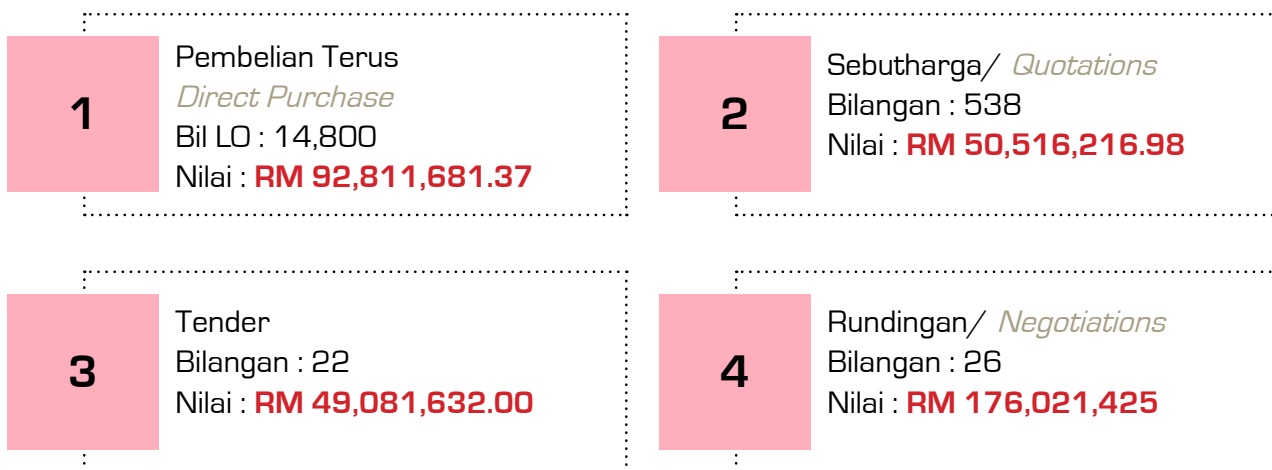 1
Pembelian Terus
Direct Purchase
Bil LO : 14,800
Nilai : RM 92,811,681.37
2
Sebutharga/ Quotations
Bilangan : 538
Nilai : RM 50,516,216.98
3
Tender
Bilangan : 22
Nilai : RM 49,081,632.00
4
Rundingan/ Negotiations
Bilangan : 26
Nilai : RM 176,021,425